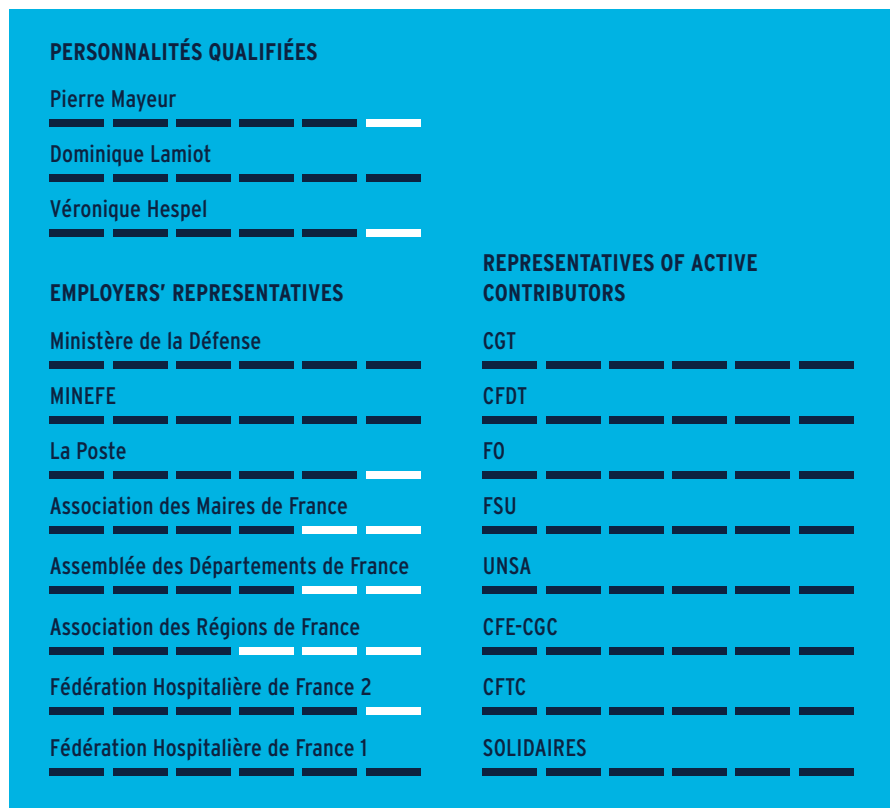 PERSONNALITÉS QUALIFIÉES
Pierre Mayeur
Dominique Lamiot
Véronique Hespel
EMPLOYERS’ REPRESENTATIVES
Ministère de la Défense
MINEFE
La Poste
Association des Maires de France
Assemblée des Départements de France
Association des Régions de France
Fédération Hospitalière de France 2
Fédération Hospitalière de France 1
REPRESENTATIVES OF ACTIVE
CONTRIBUTORS
CGT
CFDT
FO
FSU
UNSA
CFE-CGC
CFTC
SOLIDAIRES